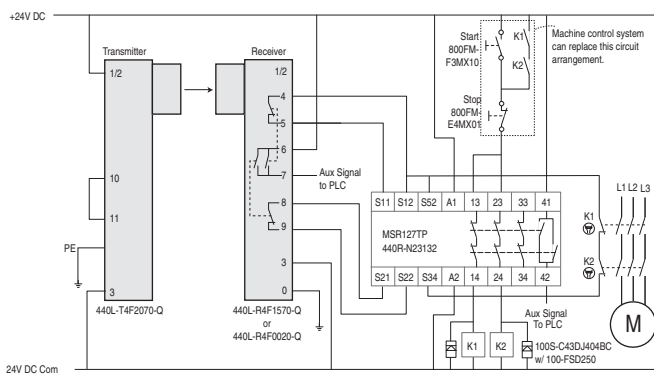 +24V DC
Transmitter
Receiver
1/2
10
11
PE
3
440L-T4F2070-Q
1/2
4
5
6
7
8
9
3
0
440L-R4F1570-Q
or
440L-R4F0020-Q
Aux Signal
to PLC
Start
800FM-
F3MX10
K1
K2
Stop
800FM-
E4MX01
Machine control system
can replace this circuit
arrangement.
S11 S12 S52 A1 13 23 33 41
MSR127TP
440R-N23132
S21 S22 S34 A2 14 24 34 42
Aux Signal
To PLC
K1
K2
100S-C43DJ404BC
w/ 100-FSD250
L1 L2 L3
K1
K2
M
24V DC Com